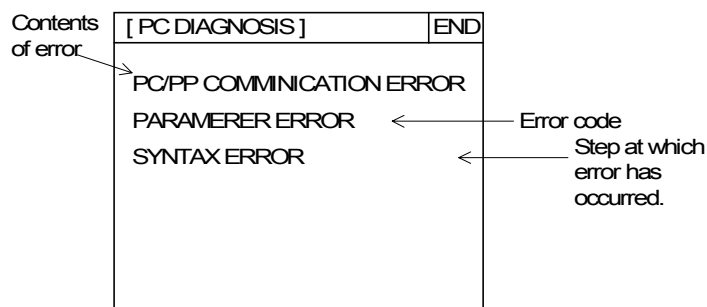 Contents
of error
[ PC DIAGNOSIS ] END
PC/PP COMMINICATION ERROR
PARAMERER ERROR
Error code
SYNTAX ERROR
Step at which
error has
occurred.